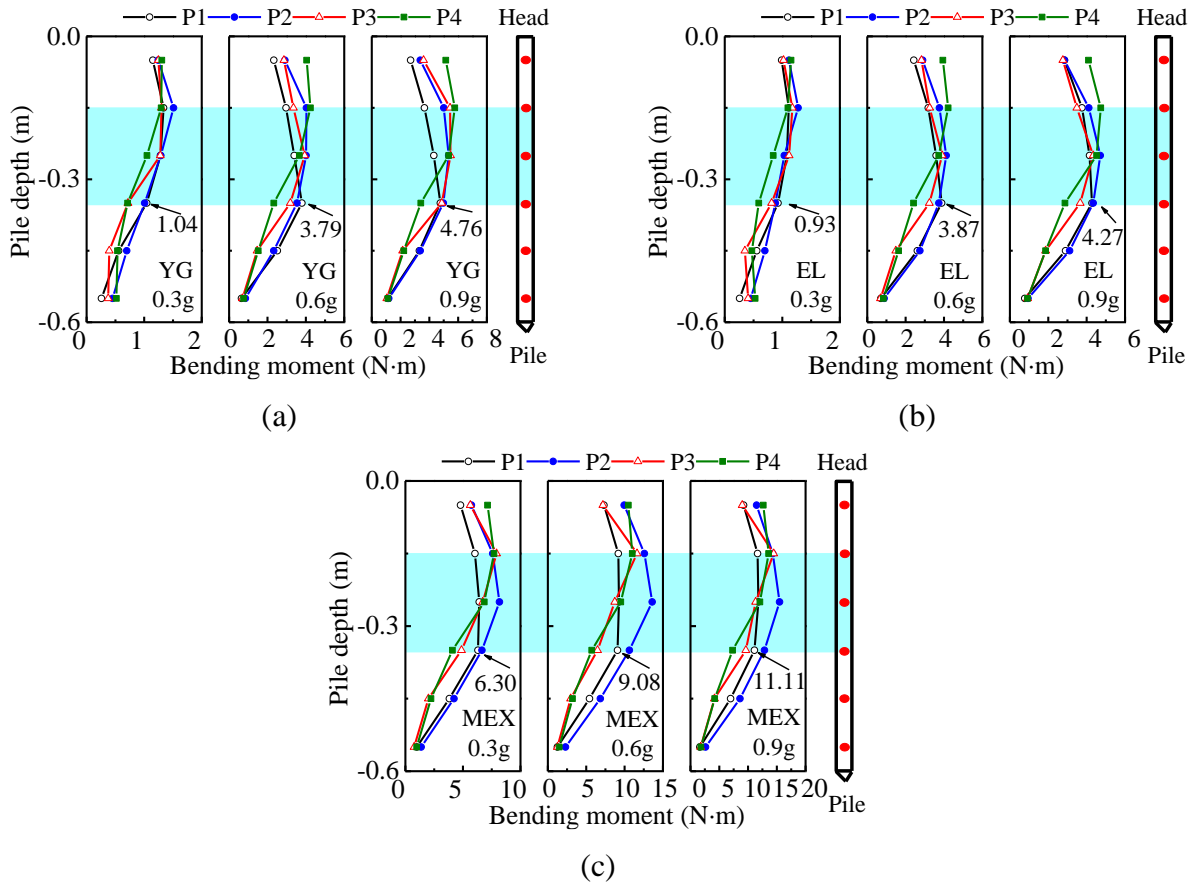 P1 P2 P3 P4 Head
0.0
-0.3
-0.6
Pile depth (m)
1.04
YG
0.3g
3.79
YG
0.6g
4.76
YG
0.9g
0 1 2 0 2 4 6 0 2 4 6 8
Bending moment (N·m)
Pile
(a)
P1 P2 P3 P4 Head
0.0
-0.3
-0.6
Pile depth (m)
0.93
EL
0.3g
3.87
EL
0.6g
4.27
EL
0.9g
0 1 2 0 2 4 6 0 2 4 6
Bending moment (N·m)
Pile
(b)
P1 P2 P3 P4 Head
0.0
-0.3
-0.6
Pile depth (m)
6.30
MEX
0.3g
9.08
MEX
0.6g
11.11
MEX
0.9g
0 5 10 0 5 10 15 0 5 10 15 20
Bending moment (N·m)
Pile
(c)